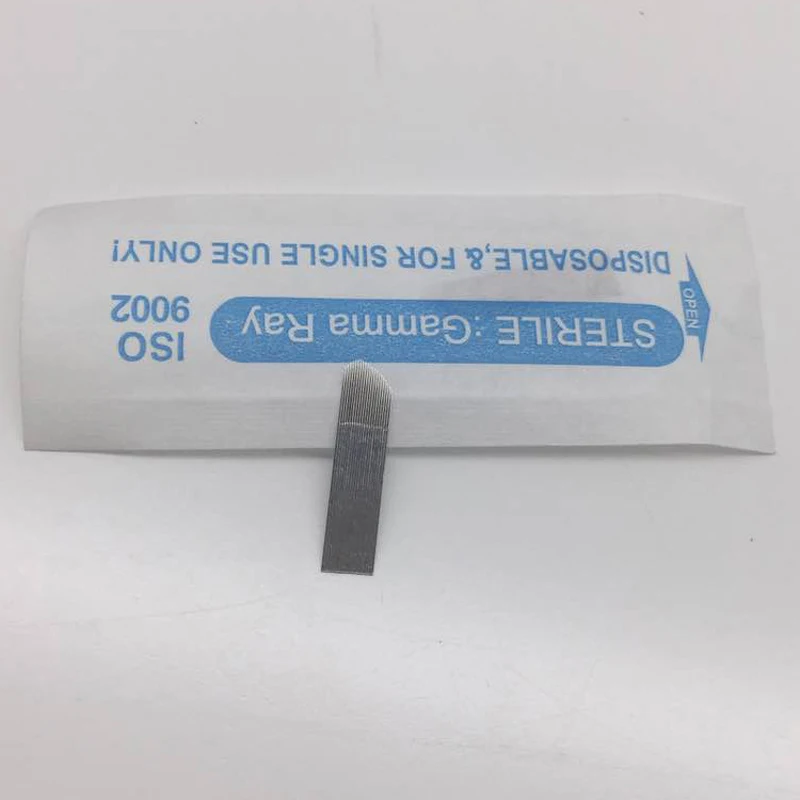 OPEN
STERILE : Gamma Ray
ISO
9002
DISPOSABLE,& FOR SINGLE USE ONLY!